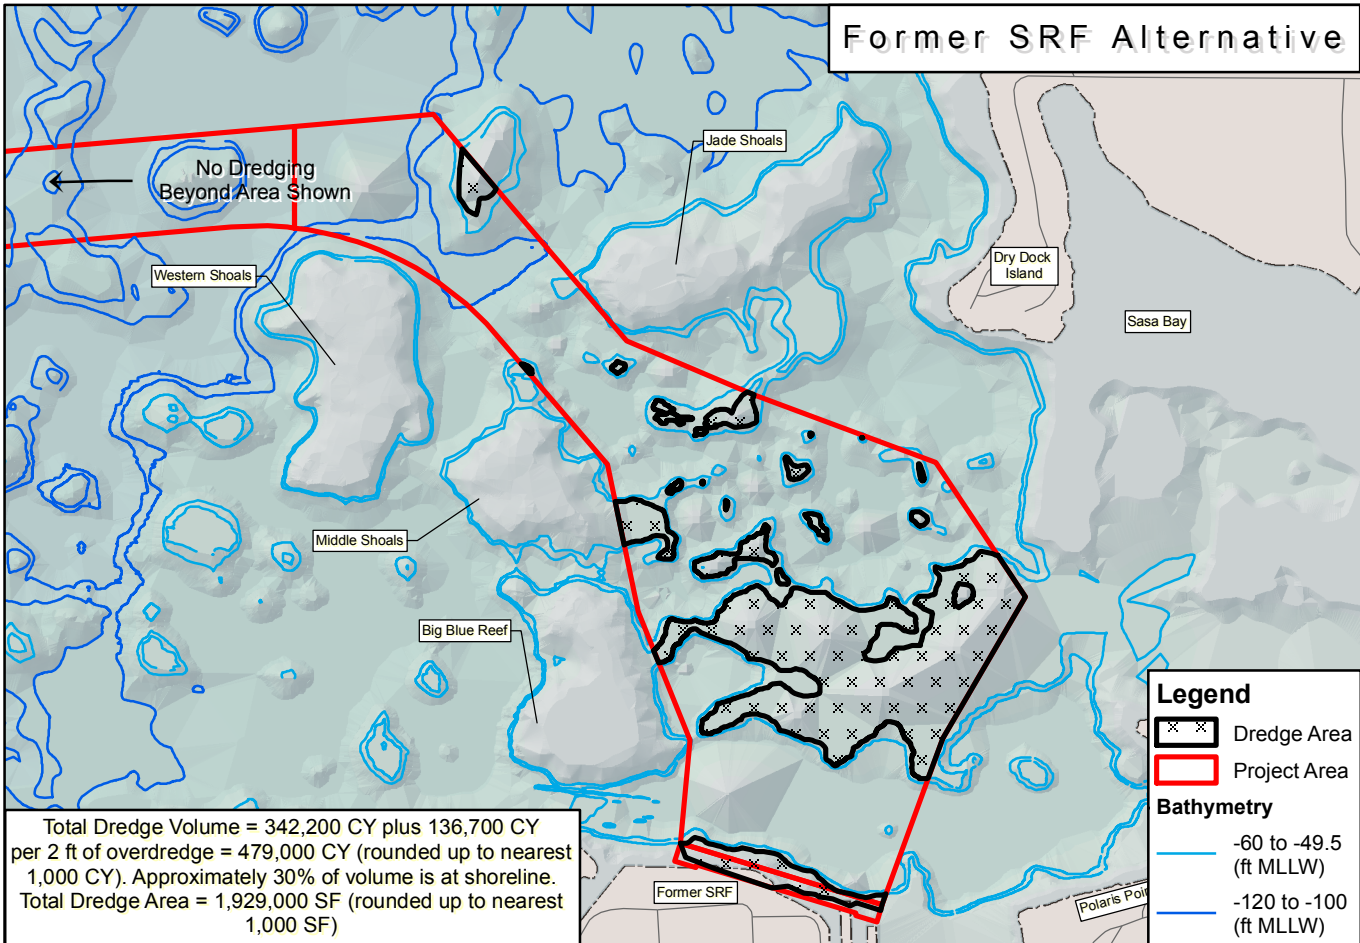 Former SRF Alternative
Jade Shoals
No Dredging
Beyond Area Shown
Western Shoals
Dry Dock
Island
Sasa Bay
Middle Shoals
Big Blue Reef
Legend
Dredge Area
Project Area
Bathymetry
-60 to -49.5
(ft MLLW)
-120 to -100
(ft MLLW)
Total Dredge Volume = 342,200 CY plus 136,700 CY
per 2 ft of overdredge = 479,000 CY (rounded up to nearest
1,000 CY). Approximately 30% of volume is at shoreline.
Total Dredge Area = 1,929,000 SF (rounded up to nearest
1,000 SF)
Former SRF
Polaris Poin